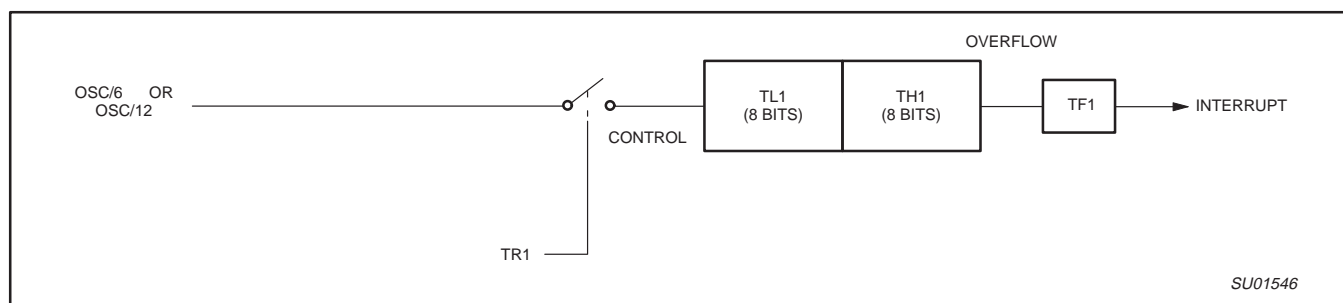 OVERFLOW
OSC/6 OR
OSC/12
TL1
(8 BITS)
TH1
(8 BITS)
TF1
INTERRUPT
CONTROL
TR1
SU01546